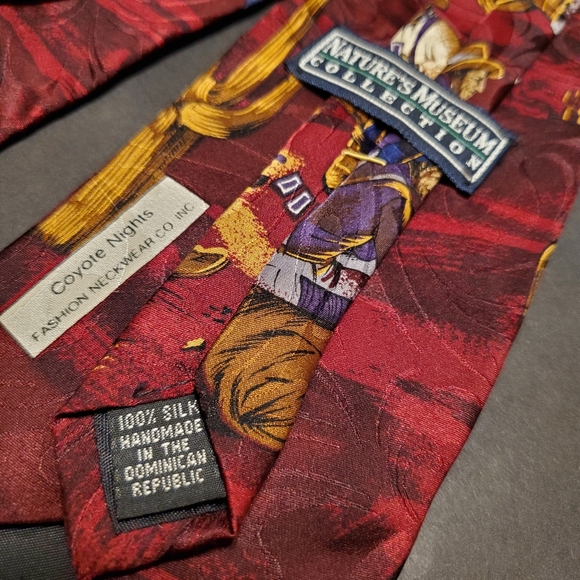 NATURE'S MUSEUM
COLLECTION
Coyote Nights
FASHION NECKWEAR CO. INC.
100% SILK
HANDMADE
IN THE
DOMINICAN
REPUBLIC